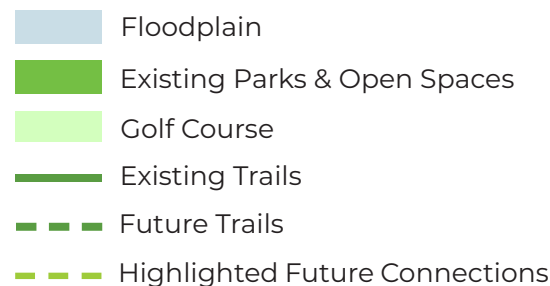 Floodplain
Existing Parks & Open Spaces
Golf Course
Existing Trails
Future Trails
Highlighted Future Connections